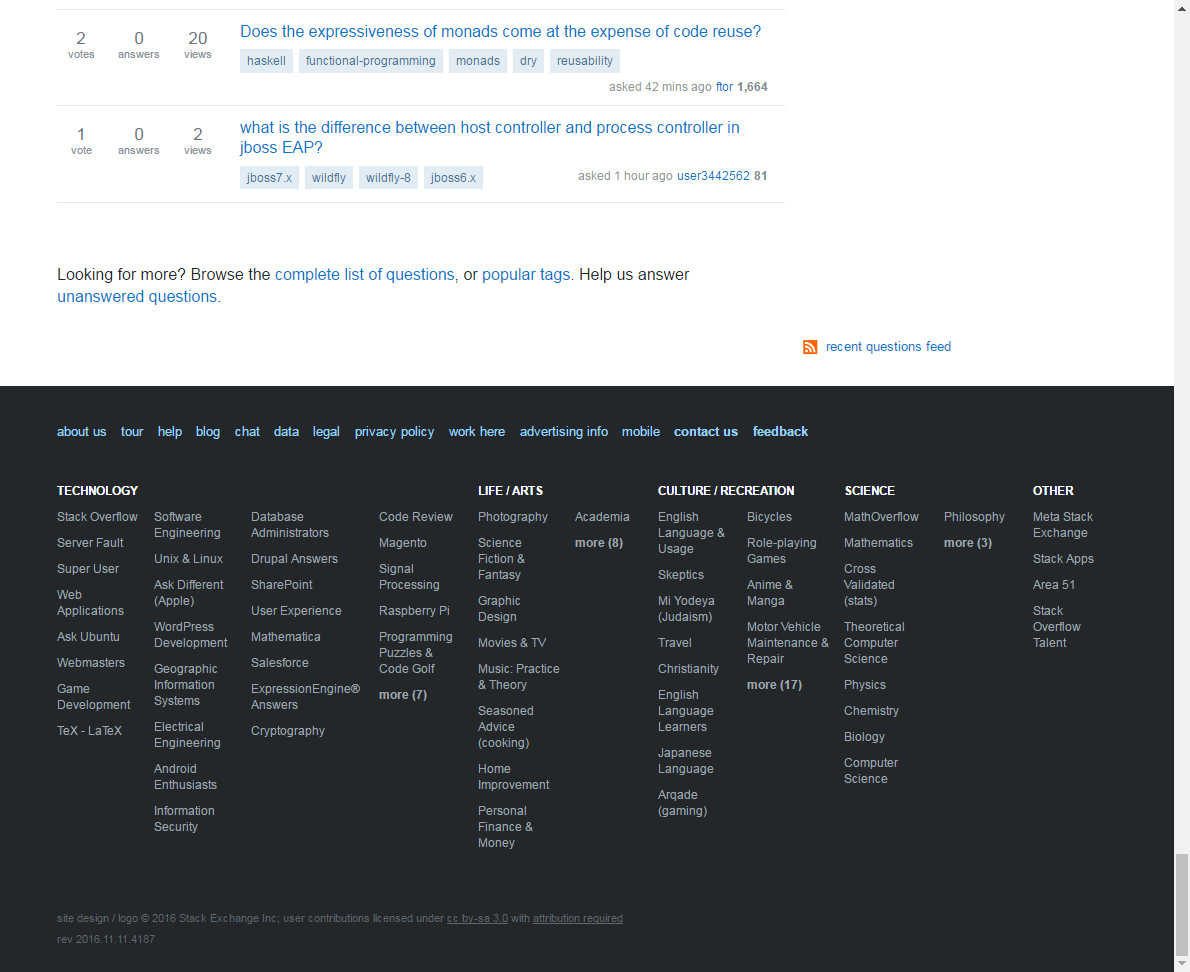 2 0 20 Does the expressiveness of monads come at the expense of code reuse?
votes answers views
haskell functional-programming monads dry reusability
asked 42 mins ago ftor 1,664
1 0 2 what is the difference between host controller and process controller in
vote answers views jboss EAP?
jboss7.x wildfly wildfly-8 jboss6.x asked 1 hour ago user3442562 81
Looking for more? Browse the complete list of questions, or popular tags. Help us answer
unanswered questions.
recent questions feed
about us tour help blog chat data legal privacy policy work here advertising info mobile contact us feedback
TECHNOLOGY
Stack Overflow
Server Fault
Super User
Web
Applications
Ask Ubuntu
Webmasters
Game
Development
TeX - LaTeX
Software
Engineering
Unix & Linux
Ask Different
(Apple)
WordPress
Development
Geographic
Information
Systems
Electrical
Engineering
Android
Enthusiasts
Information
Security
Database
Administrators
Drupal Answers
SharePoint
User Experience
Mathematica
Salesforce
ExpressionEngine®
Answers
Cryptography
Code Review
Magento
Signal
Processing
Raspberry Pi
Programming
Puzzles &
Code Golf
more (7)
LIFE / ARTS
Photography
Science
Fiction &
Fantasy
Graphic
Design
Movies & TV
Music: Practice
& Theory
Seasoned
Advice
(cooking)
Home
Improvement
Personal
Finance &
Money
Academia
more (8)
CULTURE / RECREATION
English
Language &
Usage
Skeptics
Mi Yodeya
(Judaism)
Travel
Christianity
English
Language
Learners
Japanese
Language
Arqade
(gaming)
Bicycles
Role-playing
Games
Anime &
Manga
Motor Vehicle
Maintenance &
Repair
more (17)
SCIENCE
MathOverflow
Mathematics
Cross
Validated
(stats)
Theoretical
Computer
Science
Physics
Chemistry
Biology
Computer
Science
Philosophy
more (3)
OTHER
Meta Stack
Exchange
Stack Apps
Area 51
Stack
Overflow
Talent
site design / logo © 2016 Stack Exchange Inc; user contributions licensed under cc by-sa 3.0 with attribution required
rev 2016.11.11.4187